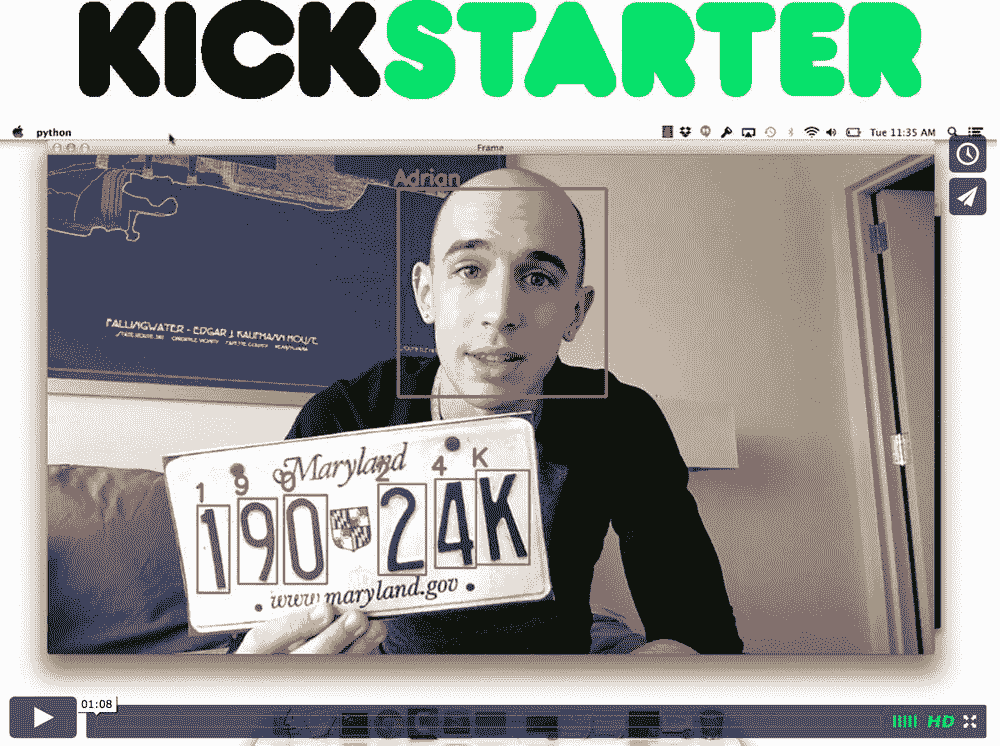 KICKSTARTER
python
Tue 11:35 AM
Frame
Adrian
FALLINGWATER - EDGAR J. KAUFMANN HOUSE
1 9 0 2 4 K
Maryland
190 24K
www.maryland.gov
01:08
HD